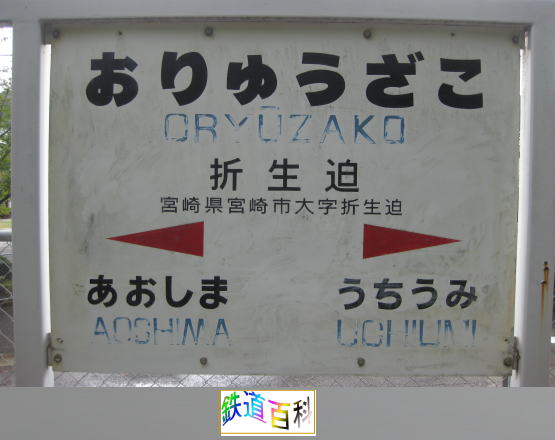 おりゅうざこ
ORYŪZAKO
折生迫
宮崎県宮崎市大字折生迫
あおしま うちうみ
AOSHIMA UCHIUMI
鉄道百科